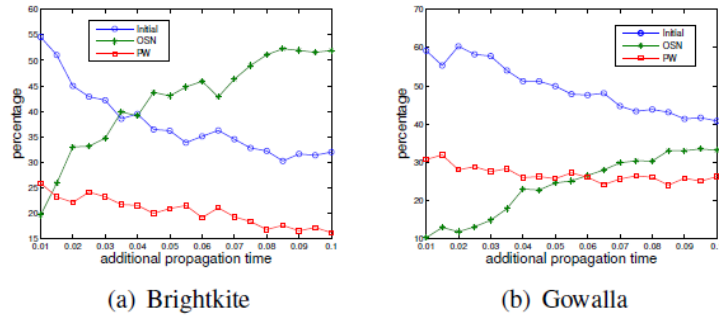 60
55
50
45
40
35
30
25
20
15
percentage
Initial
OSN
PW
0.01 0.02 0.03 0.04 0.05 0.06 0.07 0.08 0.09 0.1
additional propagation time
(a) Brightkite
70
60
50
40
30
20
10
percentage
Initial
OSN
PW
0.01 0.02 0.03 0.04 0.05 0.06 0.07 0.08 0.09 0.1
additional propagation time
(b) Gowalla